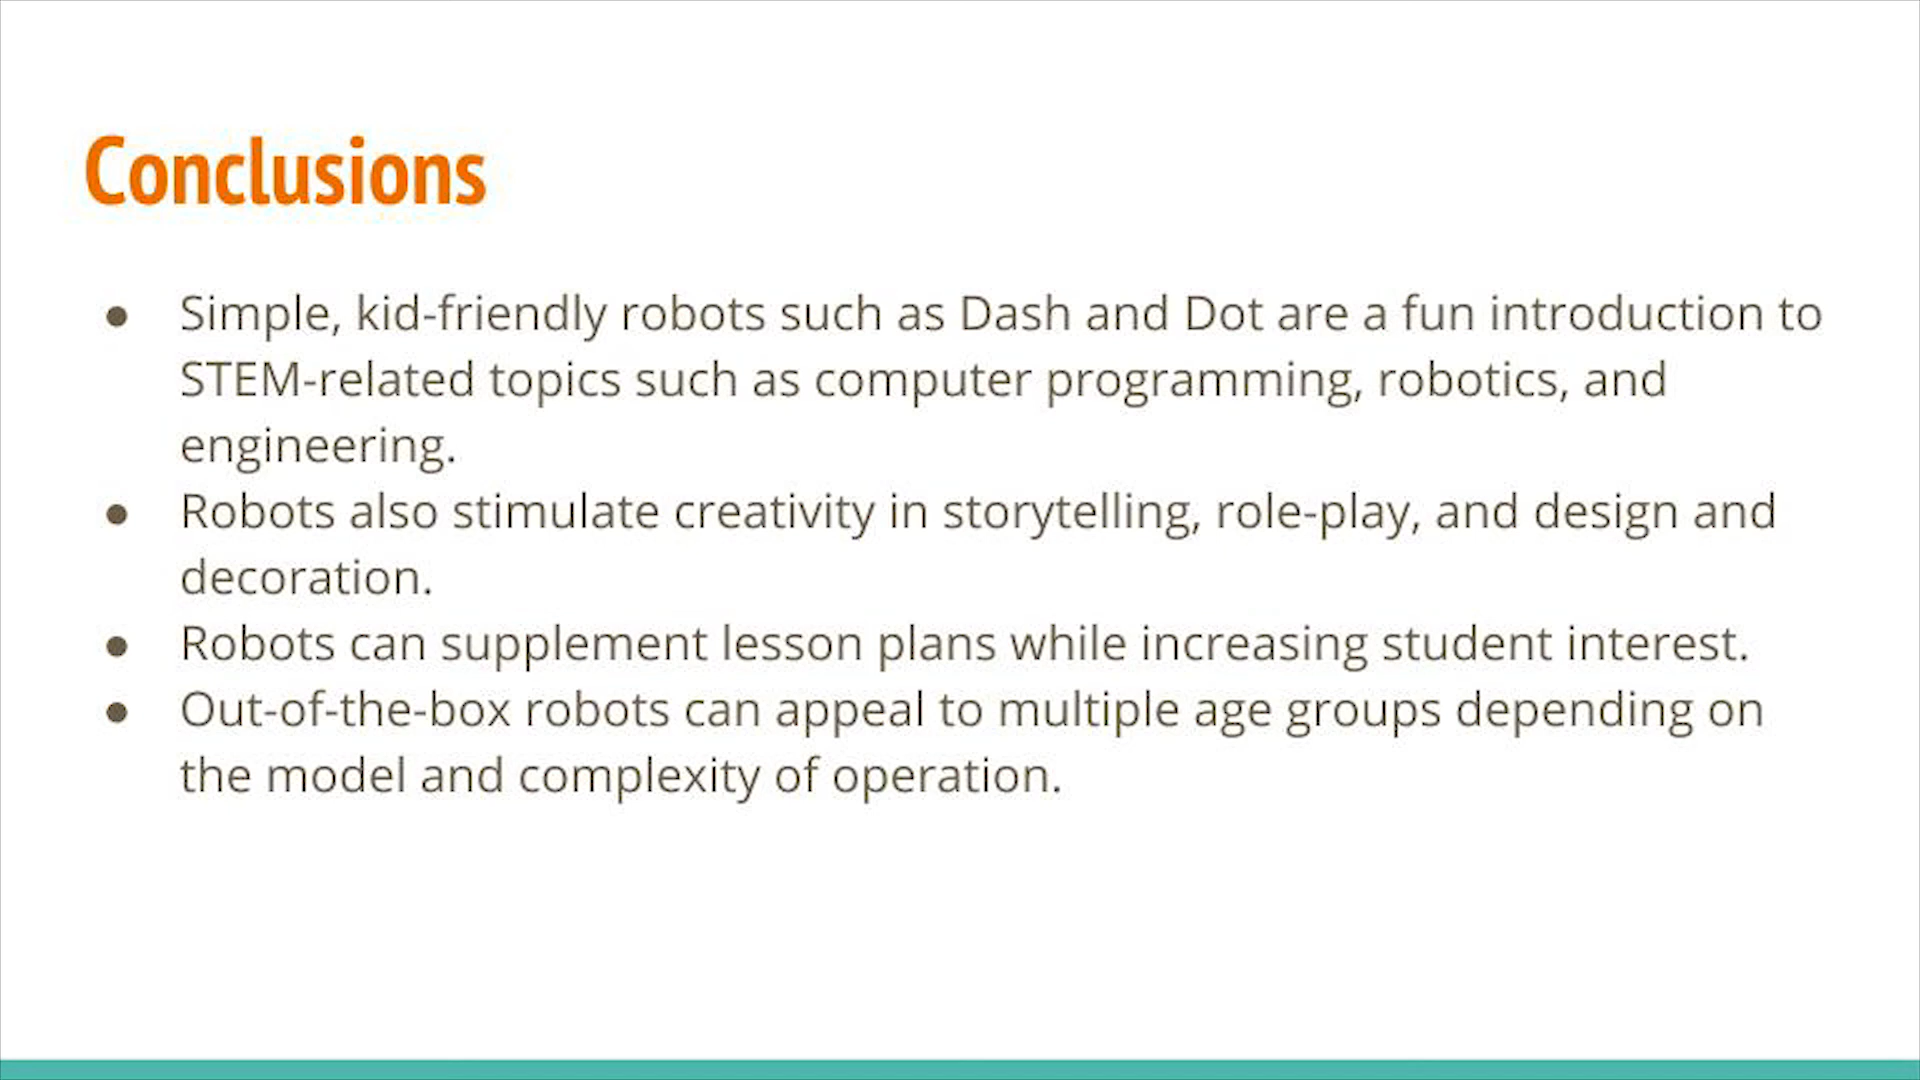 Conclusions
● Simple, kid-friendly robots such as Dash and Dot are a fun introduction to
STEM-related topics such as computer programming, robotics, and
engineering.
● Robots also stimulate creativity in storytelling, role-play, and design and
decoration.
● Robots can supplement lesson plans while increasing student interest.
● Out-of-the-box robots can appeal to multiple age groups depending on
the model and complexity of operation.